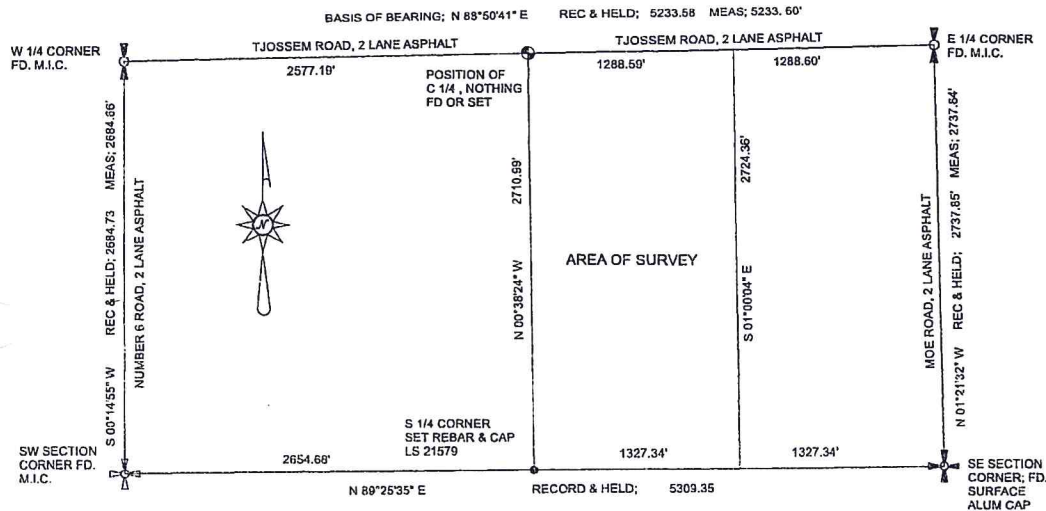 BASIS OF BEARING; N 88°50'41" E REC & HELD; 5233.58 MEAS; 5233.60'
W 1/4 CORNER
FD. M.I.C.
TJOSSEM ROAD, 2 LANE ASPHALT
TJOSSEM ROAD, 2 LANE ASPHALT
E 1/4 CORNER
FD. M.I.C.
2577.19'
1288.59'
1288.60'
POSITION OF
C 1/4 , NOTHING
FD OR SET
S 00°14'55" W REC & HELD; 2684.73 MEAS; 2684.66'
NUMBER 6 ROAD, 2 LANE ASPHALT
N
N 00°38'24" W 2710.99'
AREA OF SURVEY
S 01°00'04" E 2724.36'
MOE ROAD, 2 LANE ASPHALT
N 01°21'32" W REC & HELD; 2737.85' MEAS; 2737.84'
S 1/4 CORNER
SET REBAR & CAP
LS 21579
SW SECTION
CORNER FD.
M.I.C.
2654.68'
1327.34'
1327.34'
SE SECTION
CORNER; FD.
SURFACE
ALUM CAP
N 89°25'35" E RECORD & HELD; 5309.35